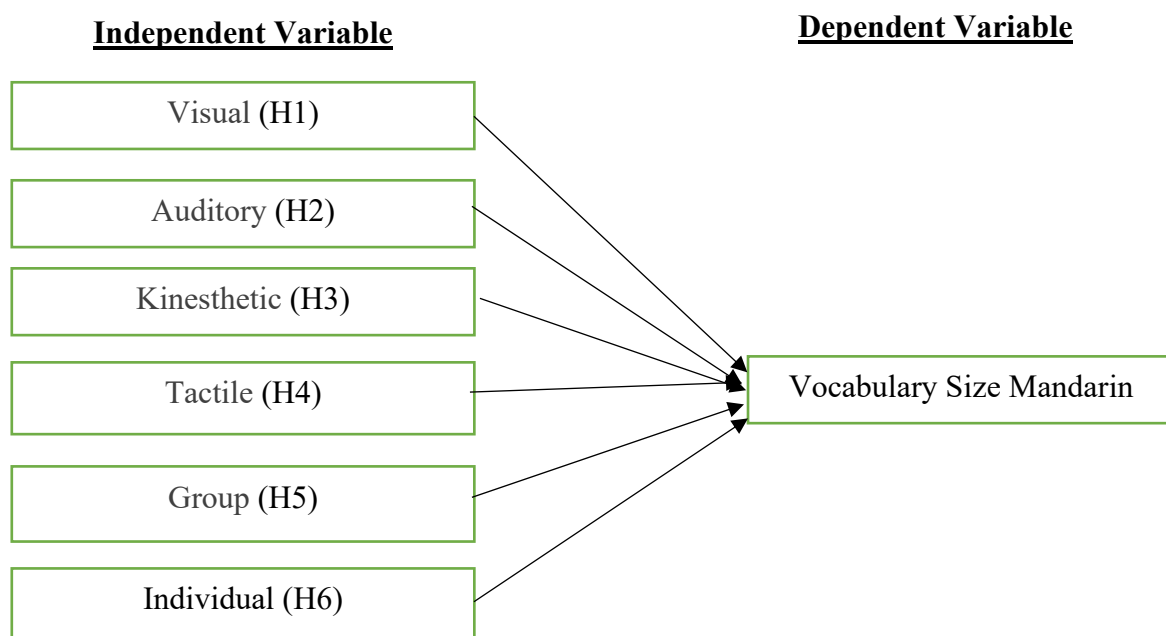 Independent Variable
Dependent Variable
Visual (H1)
Auditory (H2)
Kinesthetic (H3)
Tactile (H4)
Vocabulary Size Mandarin
Group (H5)
Individual (H6)